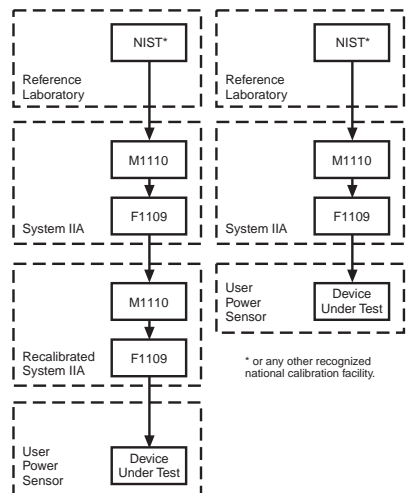 NIST*
Reference
Laboratory
M1110
F1109
System IIA
M1110
F1109
Recalibrated
System IIA
User
Power
Sensor
Device
Under Test
NIST*
Reference
Laboratory
M1110
F1109
System IIA
User
Power
Sensor
Device
Under Test
* or any other recognized
national calibration facility.